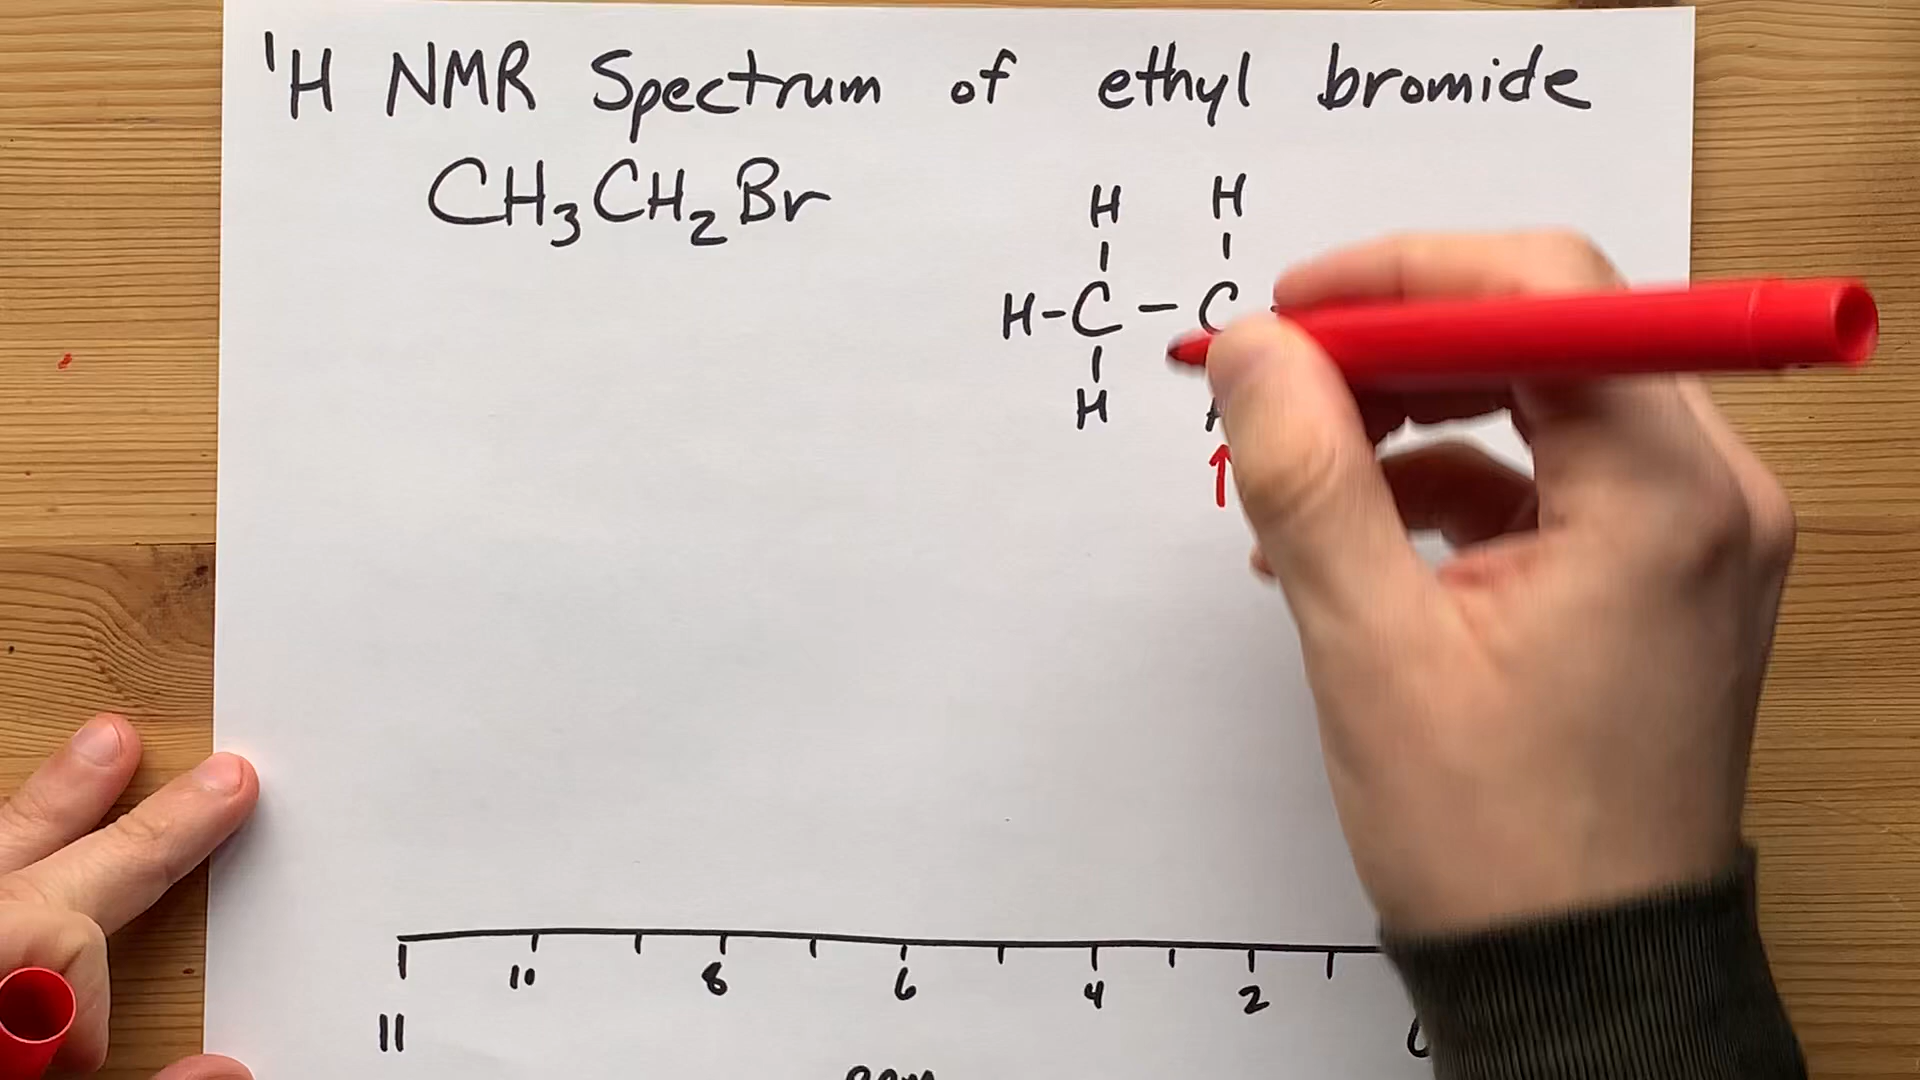 ¹H NMR Spectrum of ethyl bromide
CH₃CH₂Br
H H
H-C-C
H
11 10 8 6 4 2